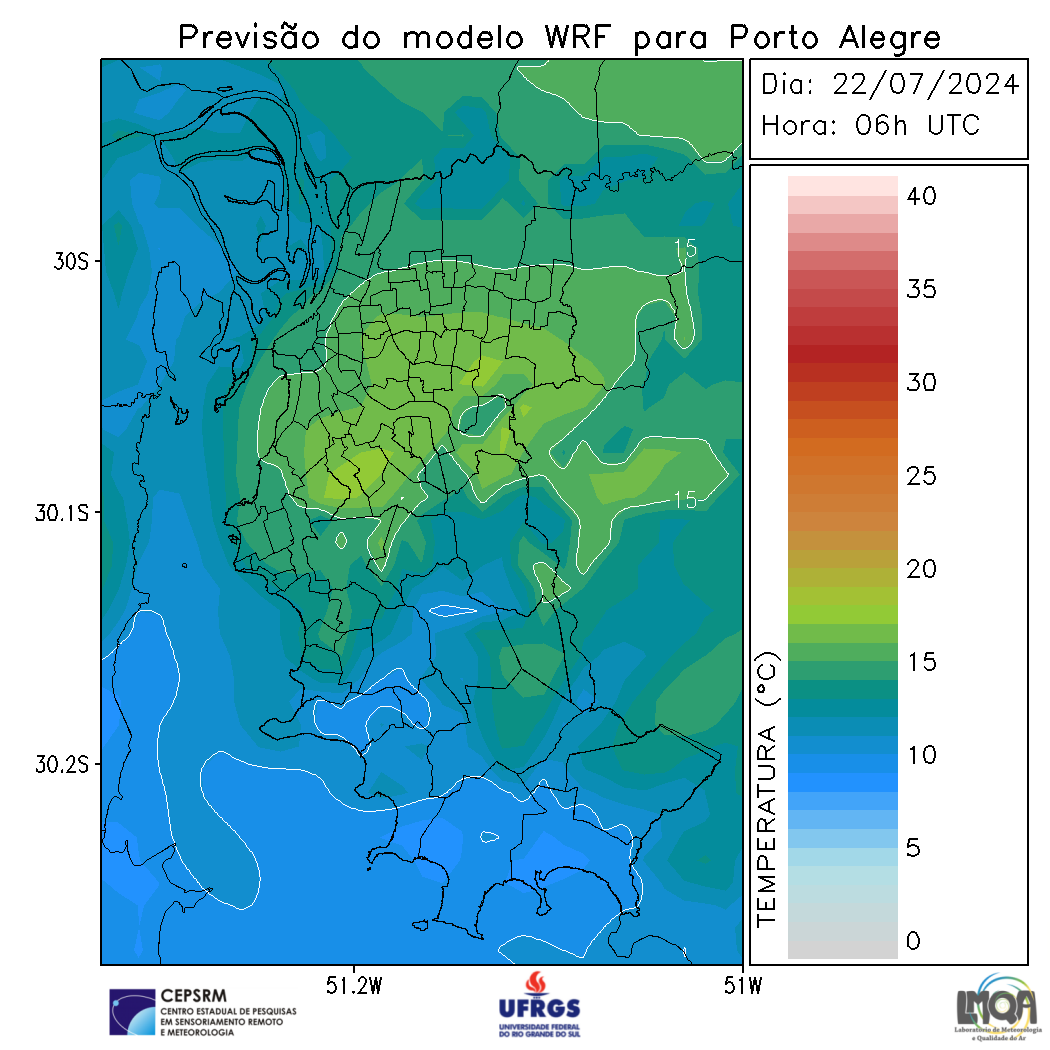 Previsão do modelo WRF para Porto Alegre
Dia: 22/07/2024
Hora: 06h UTC
40
35
30
25
20
15
10
5
0
TEMPERATURA (°C)
15
15
30S
30.1S
30.2S
51.2W
51W
CEPSRM
CENTRO ESTADUAL DE PESQUISAS
EM SENSORIAMENTO REMOTO
E METEOROLOGIA
UFRGS
UNIVERSIDADE FEDERAL
DO RIO GRANDE DO SUL
LMQA
Laboratório de Meteorologia
e Qualidade do Ar